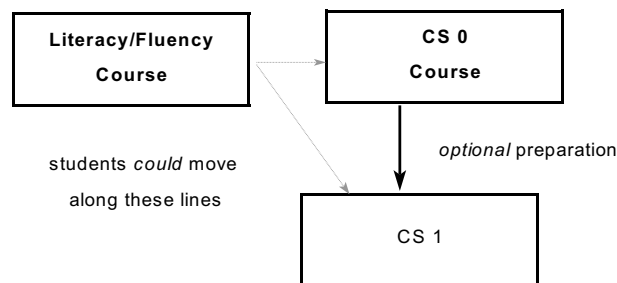 Literacy/Fluency
Course
CS 0
Course
optional preparation
students could move
along these lines
CS 1